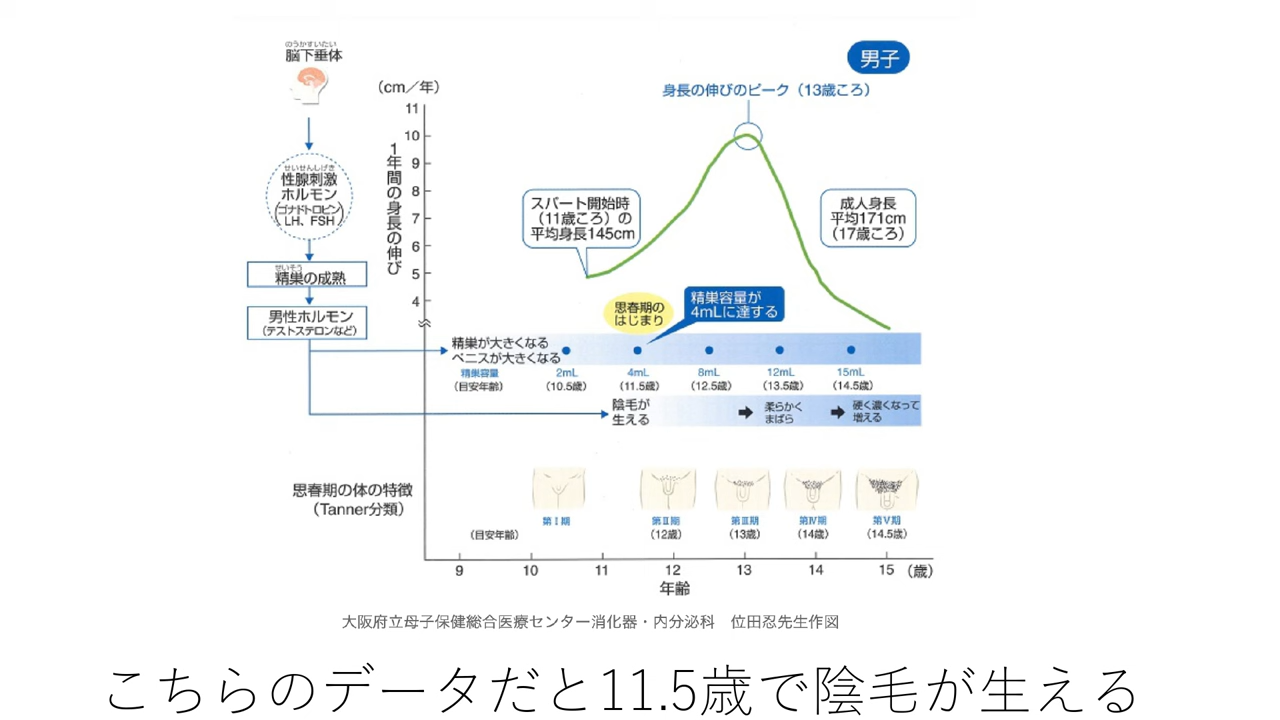 のうかすいたい
脳下垂体
男子
(cm/年)
身長の伸びのピーク(13歳ころ)
11
10
9
8
7
6
5
4
1年間の身長の伸び
せいせんしげき
性腺刺激
ホルモン
(ゴナドトロピン
LH、FSH)
せいそう
精巣の成熟
男性ホルモン
(テストステロンなど)
スパート開始時
(11歳ころ)の
平均身長145cm
成人身長
平均171cm
(17歳ころ)
思春期の
はじまり
精巣容量が
4mLに達する
精巣が大きくなる
ペニスが大きくなる
精巣容量 2mL 4mL 8mL 12mL 15mL
(目安年齢) (10.5歳) (11.5歳) (12.5歳) (13.5歳) (14.5歳)
陰毛が
生える
柔らかく
まばら
硬く濃くなって
増える
思春期の体の特徴
(Tanner分類)
第Ⅰ期 第Ⅱ期 第Ⅲ期 第Ⅳ期 第Ⅴ期
(目安年齢) (12歳) (13歳) (14歳) (14.5歳)
9 10 11 12 13 14 15 (歳)
年齢
大阪府立母子保健総合医療センター消化器・内分泌科 位田忍先生作図
こちらのデータだと11.5歳で陰毛が生える